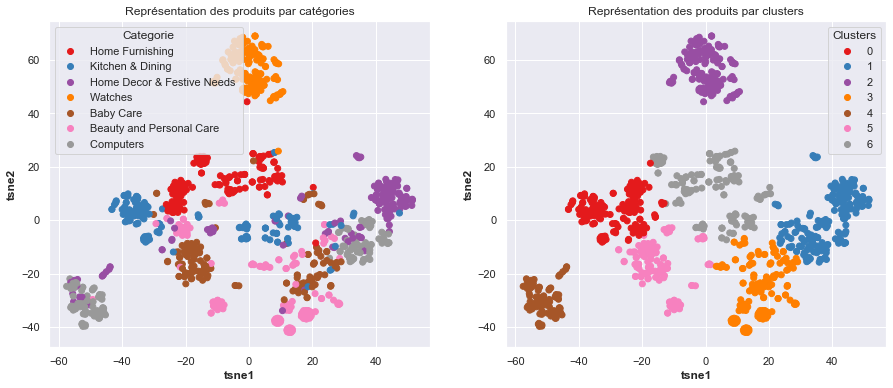 Représentation des produits par catégories
Categorie
Home Furnishing
Kitchen & Dining
Home Decor & Festive Needs
Watches
Baby Care
Beauty and Personal Care
Computers
60
40
20
0
−20
−40
tsne2
−60
−40
−20
0
20
40
tsne1
Représentation des produits par clusters
Clusters
0
1
2
3
4
5
6
60
40
20
0
−20
−40
tsne2
−60
−40
−20
0
20
40
tsne1